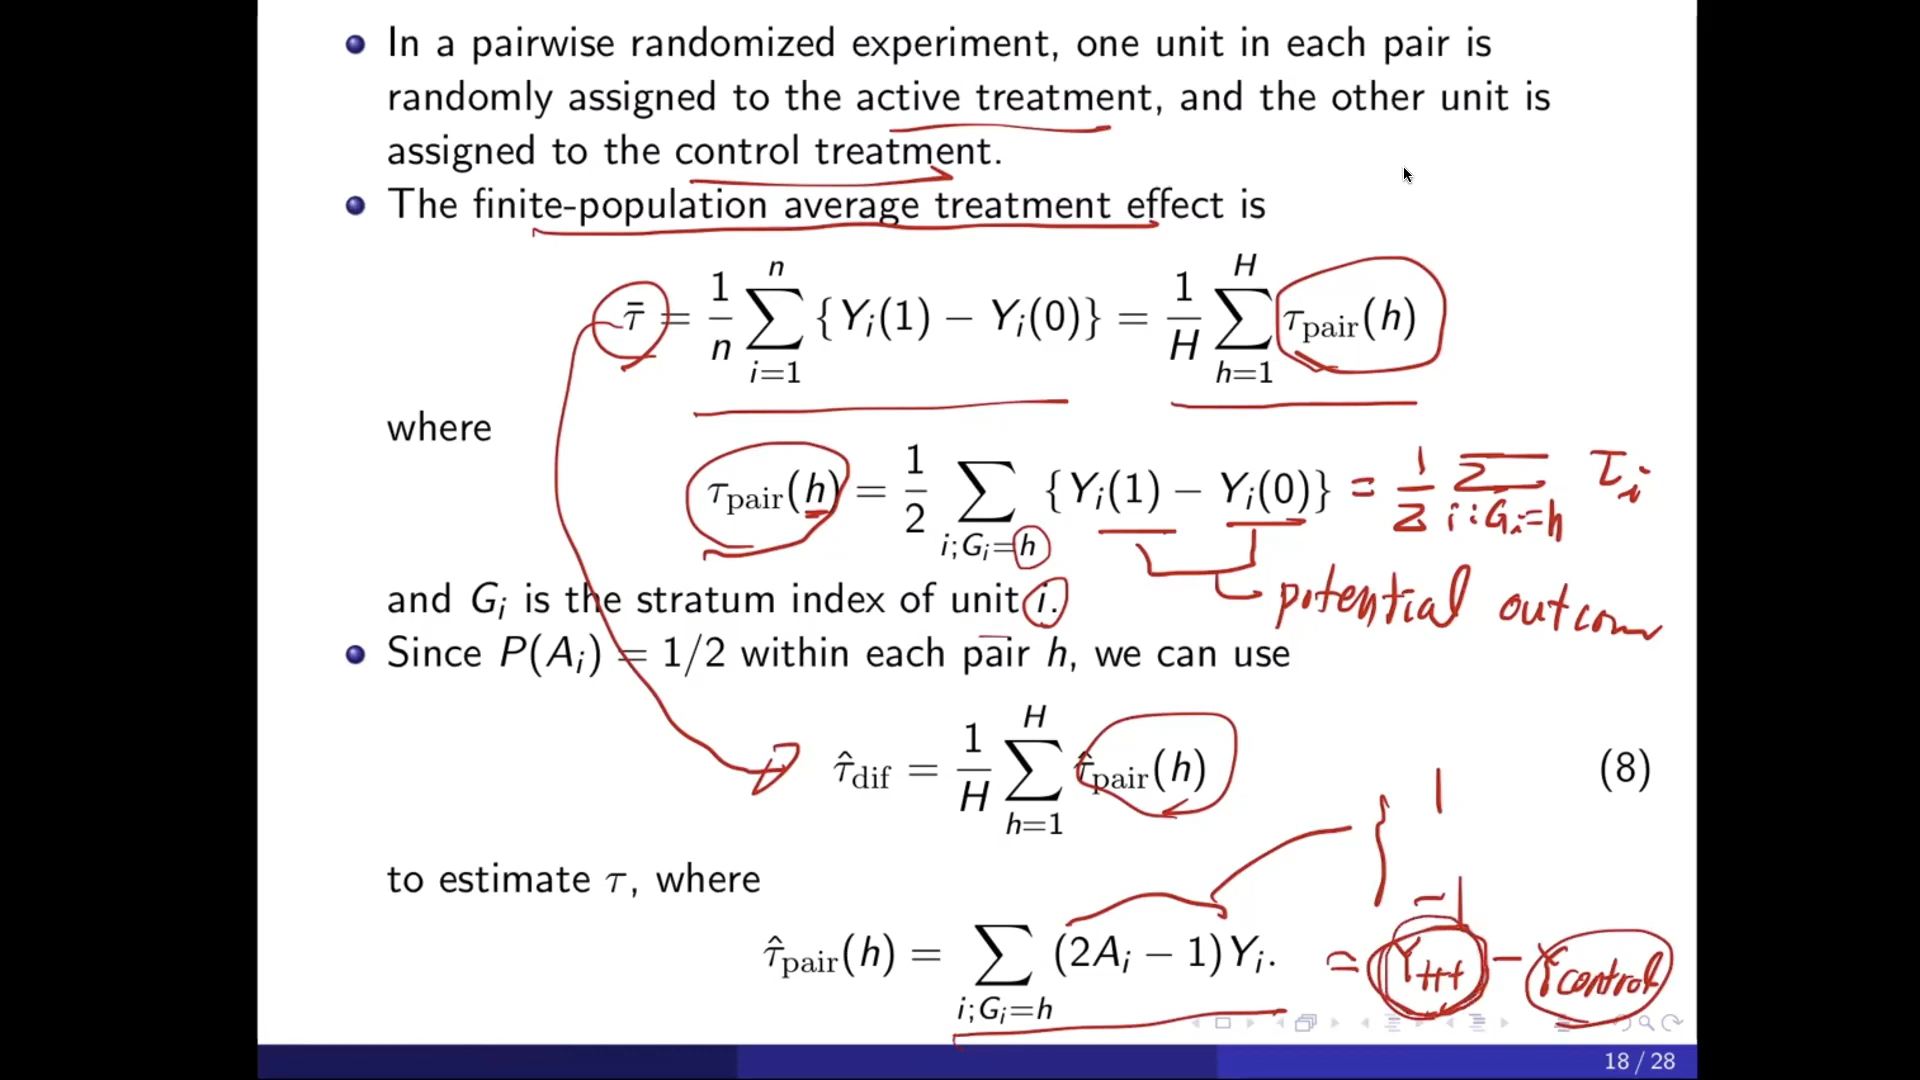 In a pairwise randomized experiment, one unit in each pair is
randomly assigned to the active treatment, and the other unit is
assigned to the control treatment.
The finite-population average treatment effect is
τ̄ = 1/n ∑_{i=1}^{n} {Y_i(1) − Y_i(0)} = 1/H ∑_{h=1}^{H} τ_pair(h)
where
τ_pair(h) = 1/2 ∑_{i;G_i=h} {Y_i(1) − Y_i(0)} = 1/2 ∑_{i:G_i=h} τ_i
potential outcom
and G_i is the stratum index of unit i.
Since P(A_i) = 1/2 within each pair h, we can use
τ̂_dif = 1/H ∑_{h=1}^{H} τ̂_pair(h) (8)
to estimate τ, where
{ 1
−1
τ̂_pair(h) = ∑_{i;G_i=h} (2A_i − 1)Y_i. = Y_trt − Y_control
18 / 28